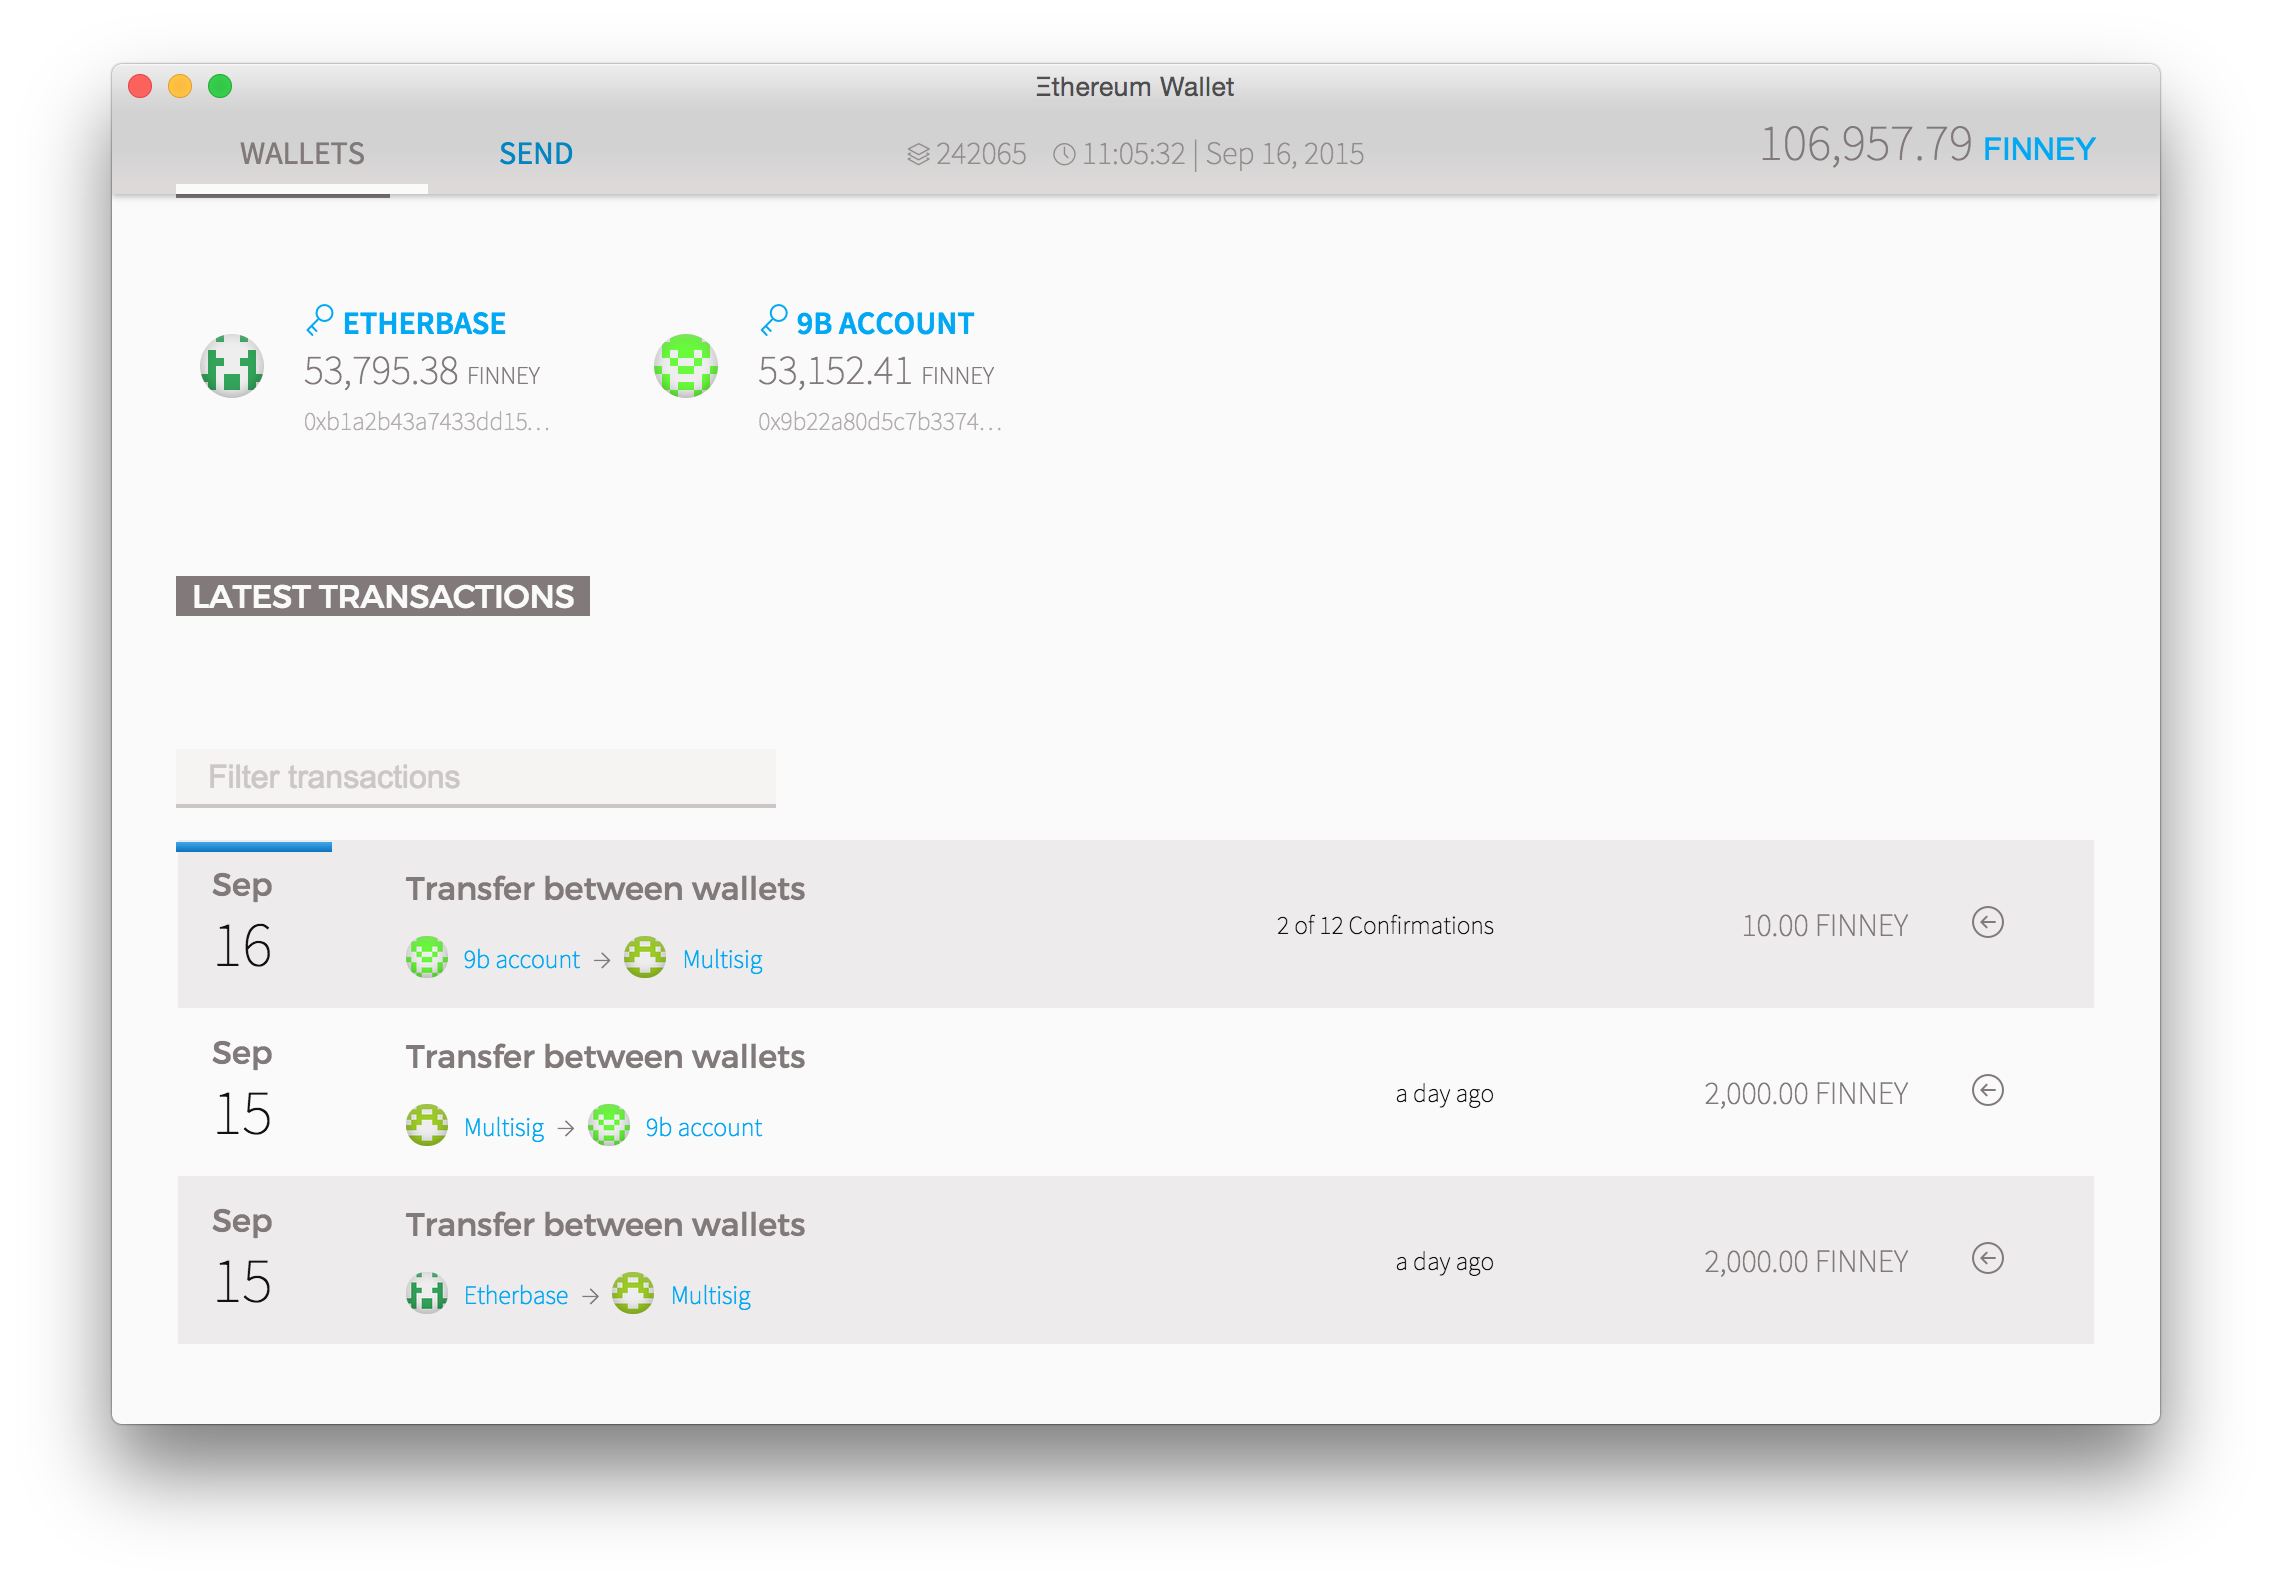 Ξthereum Wallet
WALLETS SEND 242065 11:05:32 | Sep 16, 2015 106,957.79 FINNEY
ETHERBASE
53,795.38 FINNEY
0xb1a2b43a7433dd15...
9B ACCOUNT
53,152.41 FINNEY
0x9b22a80d5c7b3374...
LATEST TRANSACTIONS
Filter transactions
Sep
16
Transfer between wallets
9b account → Multisig
2 of 12 Confirmations
10.00 FINNEY
Sep
15
Transfer between wallets
Multisig → 9b account
a day ago
2,000.00 FINNEY
Sep
15
Transfer between wallets
Etherbase → Multisig
a day ago
2,000.00 FINNEY